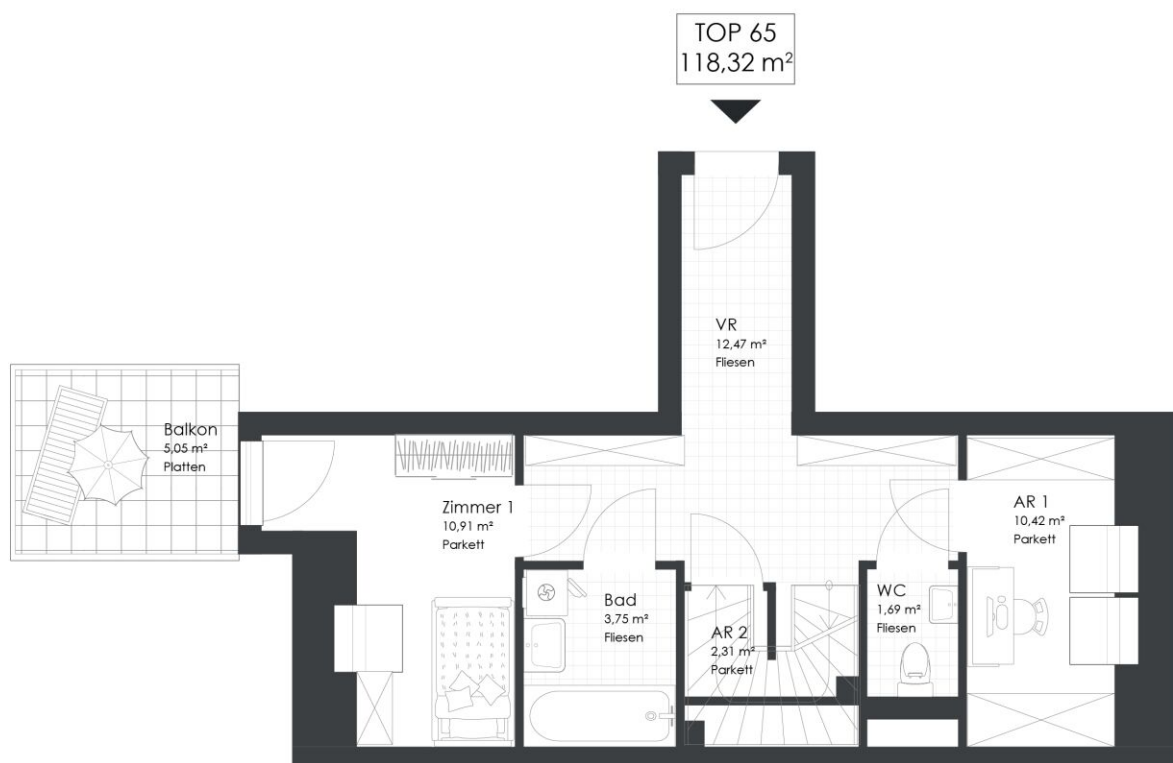 TOP 65
118,32 m²
VR
12,47 m²
Fliesen
Balkon
5,05 m²
Platten
Zimmer 1
10,91 m²
Parkett
AR 1
10,42 m²
Parkett
Bad
3,75 m²
Fliesen
WC
1,69 m²
Fliesen
AR 2
2,31 m²
Parkett